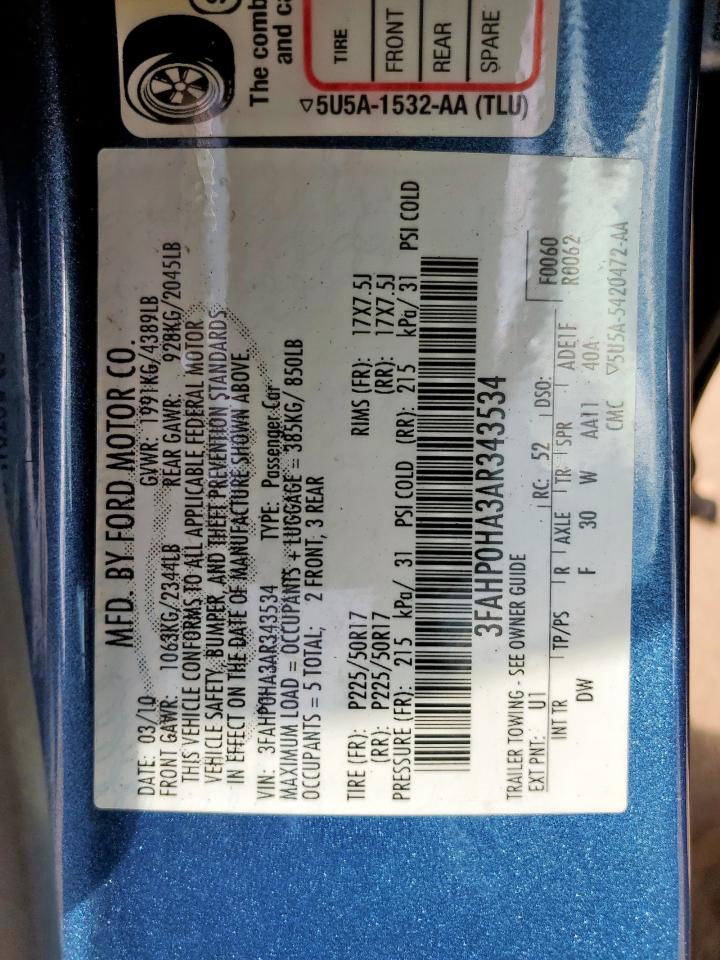 The comb
and ca
TIRE
FRONT
REAR
SPARE
▽5U5A-1532-AA (TLU)
MFD. BY FORD MOTOR CO.
DATE: 03/10 GVWR: 1991KG/4389LB
FRONT GAWR: 1063KG/2344LB REAR GAWR: 928KG/2045LB
THIS VEHICLE CONFORMS TO ALL APPLICABLE FEDERAL MOTOR
VEHICLE SAFETY, BUMPER, AND THEFT PREVENTION STANDARDS
IN EFFECT ON THE DATE OF MANUFACTURE SHOWN ABOVE.
VIN: 3FAHP0HA3AR343534 TYPE: Passenger Car
MAXIMUM LOAD = OCCUPANTS + LUGGAGE = 385KG/ 850LB
OCCUPANTS = 5 TOTAL; 2 FRONT, 3 REAR
TIRE (FR): P225/50R17 RIMS (FR): 17X7.5J
(RR): P225/50R17 (RR): 17X7.5J
PRESSURE (FR): 215 kPa/ 31 PSI COLD (RR): 215 kPa/ 31 PSI COLD
3FAHP0HA3AR343534
TRAILER TOWING - SEE OWNER GUIDE
EXT PNT: U1 RC: 52 DSO: F0060
R0062
INT TR TP/PS R AXLE TR SPR ADE1F
DW F 30 W AA11 40A
CMC ▽5U5A-5420472-AA